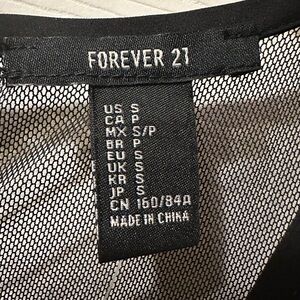 FOREVER 21
US S
CA P
MX S/P
BR P
EU S
UK S
KR S
JP S
CN 160/84A
MADE IN CHINA